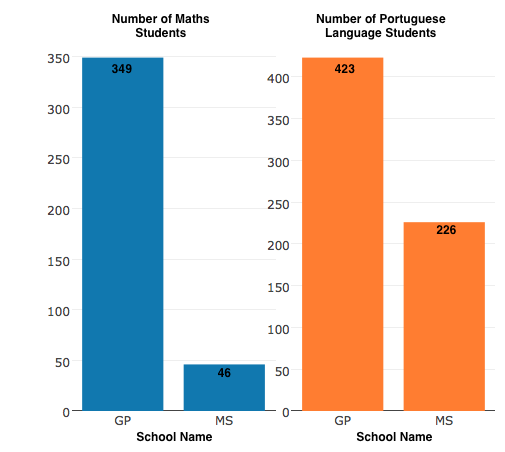 Number of Maths
Students
350
300
250
200
150
100
50
0
349
46
GP
MS
School Name
Number of Portuguese
Language Students
400
350
300
250
200
150
100
50
0
423
226
GP
MS
School Name